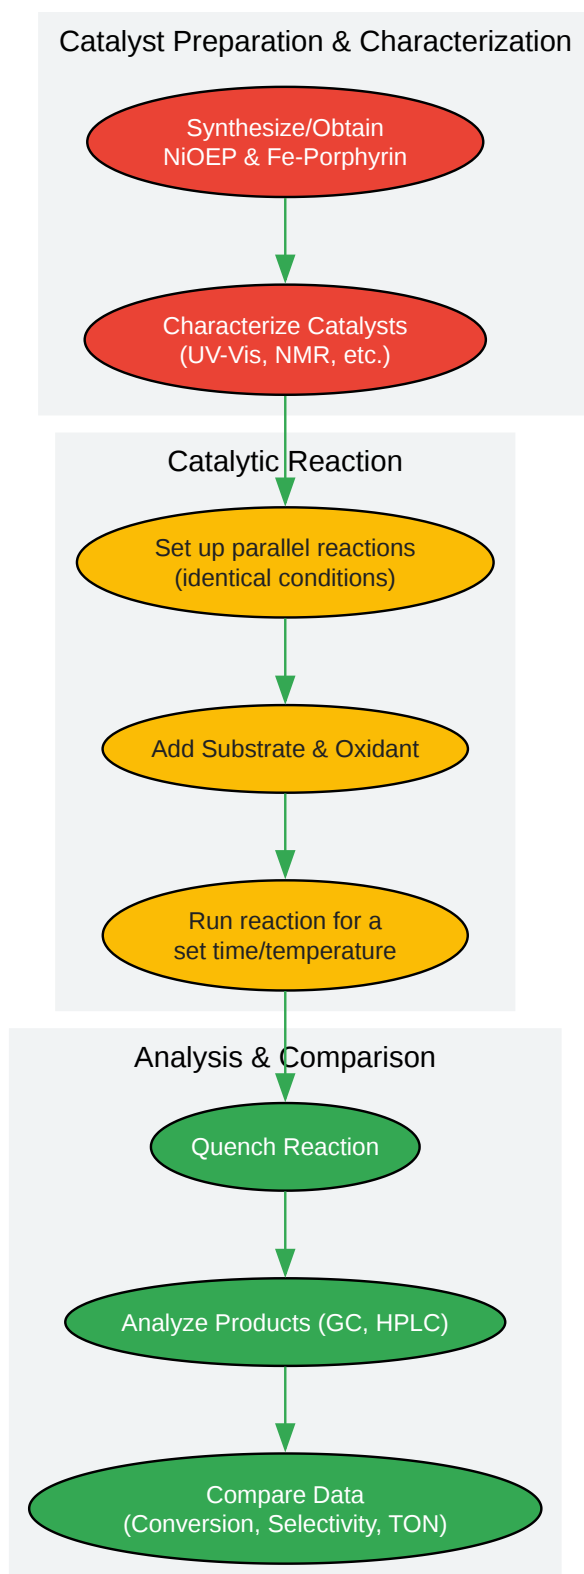 Catalyst Preparation & Characterization
Synthesize/Obtain
NiOEP & Fe-Porphyrin
Characterize Catalysts
(UV-Vis, NMR, etc.)
Catalytic Reaction
Set up parallel reactions
(identical conditions)
Add Substrate & Oxidant
Run reaction for a
set time/temperature
Analysis & Comparison
Quench Reaction
Analyze Products (GC, HPLC)
Compare Data
(Conversion, Selectivity, TON)